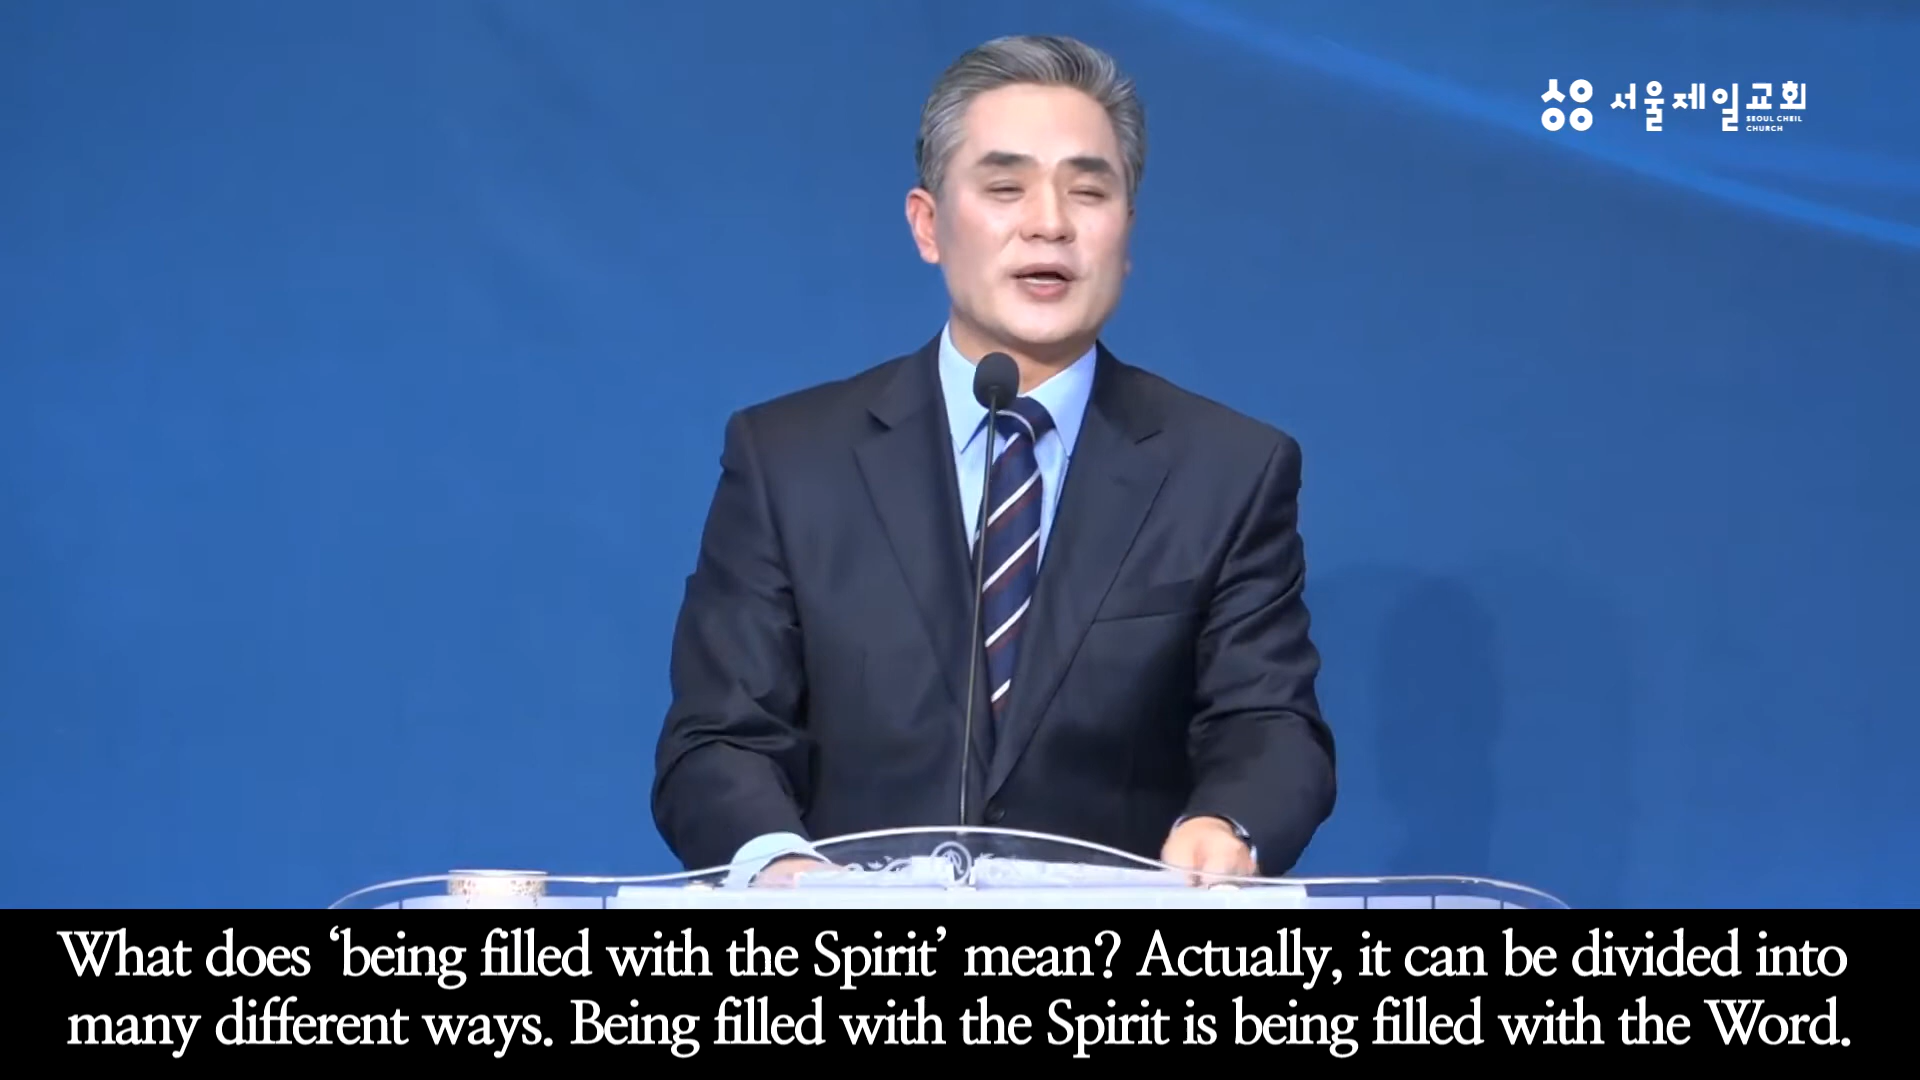 서울제일교회
SEOUL CHEIL
CHURCH
What does ‘being filled with the Spirit’ mean? Actually, it can be divided into
many different ways. Being filled with the Spirit is being filled with the Word.